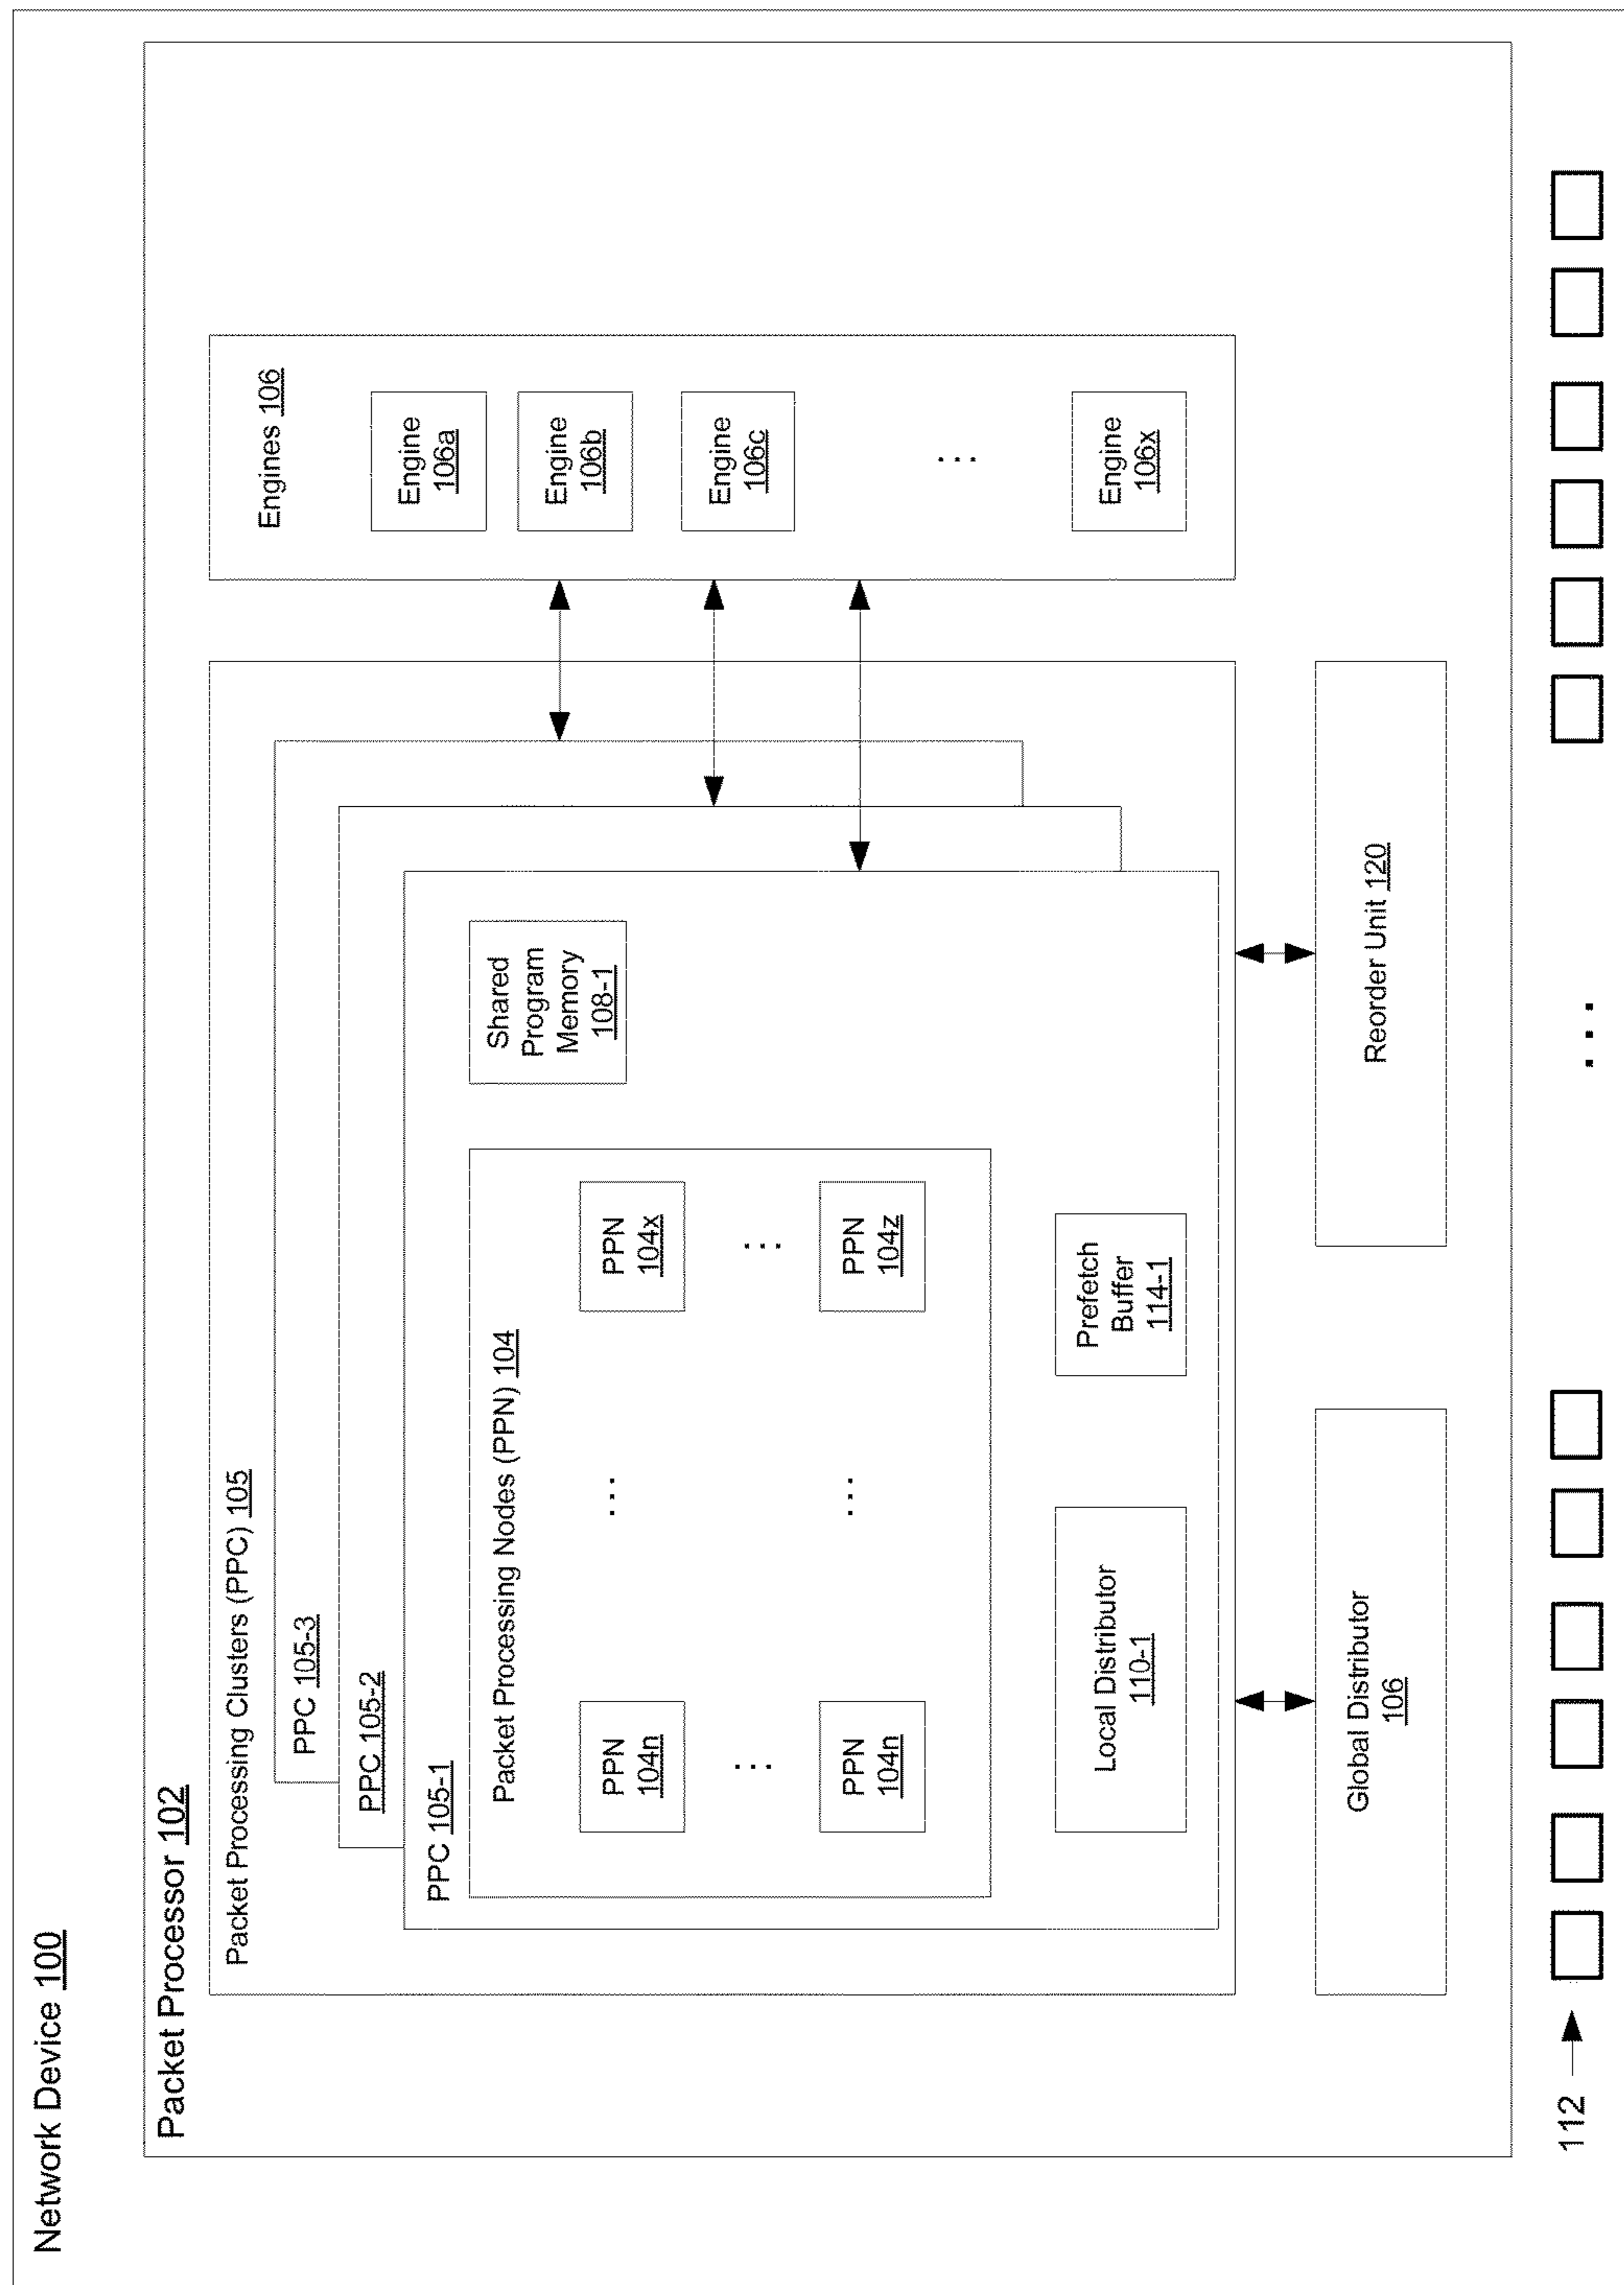 Network Device 100
Packet Processor 102
Packet Processing Clusters (PPC) 105
PPC 105-3
PPC 105-2
PPC 105-1
Packet Processing Nodes (PPN) 104
PPN
104n
...
PPN
104x
...
PPN
104n
...
PPN
104z
...
Shared
Program
Memory
108-1
Local Distributor
110-1
Prefetch
Buffer
114-1
Engines 106
Engine
106a
Engine
106b
Engine
106c
...
Engine
106x
Global Distributor
106
Reorder Unit 120
112
...